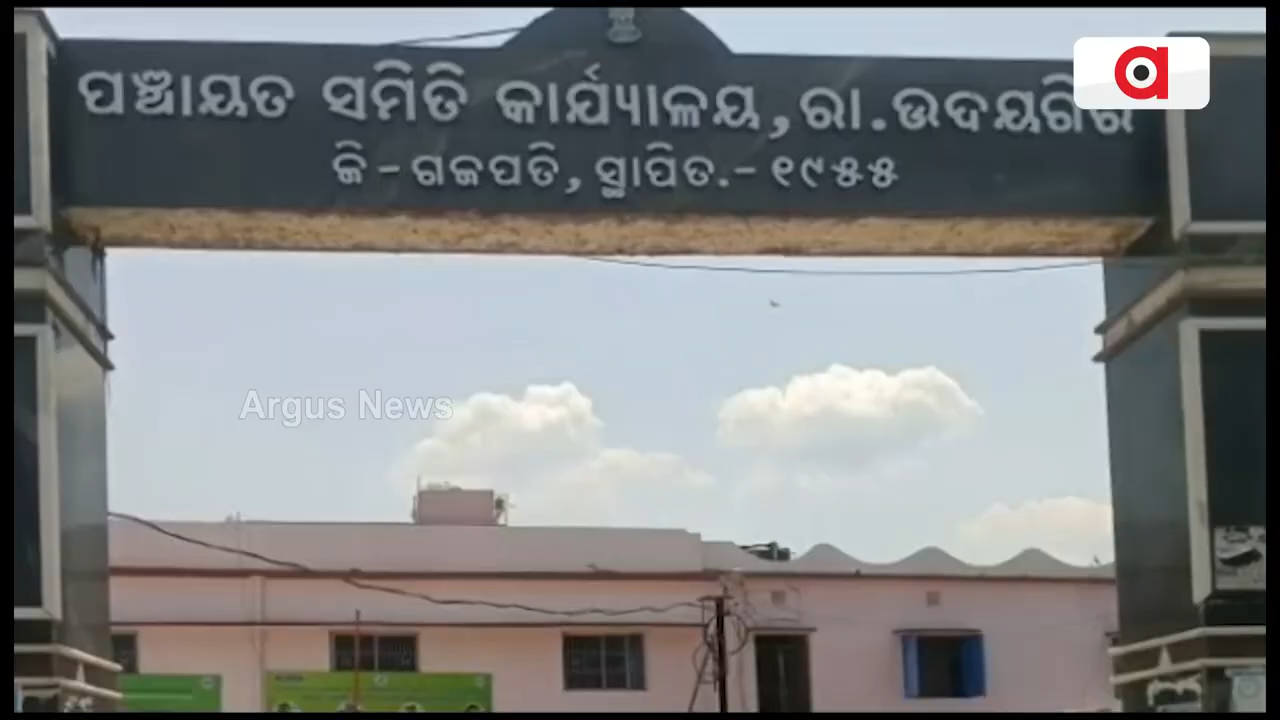 ପଞ୍ଚାୟତ ସମିତି କାର୍ଯ୍ୟାଳୟ, ରା.ଉଦୟଗିରି
ଜି - ଗଜପତି, ସ୍ଥାପିତ.- ୧୯୫୫
Argus News